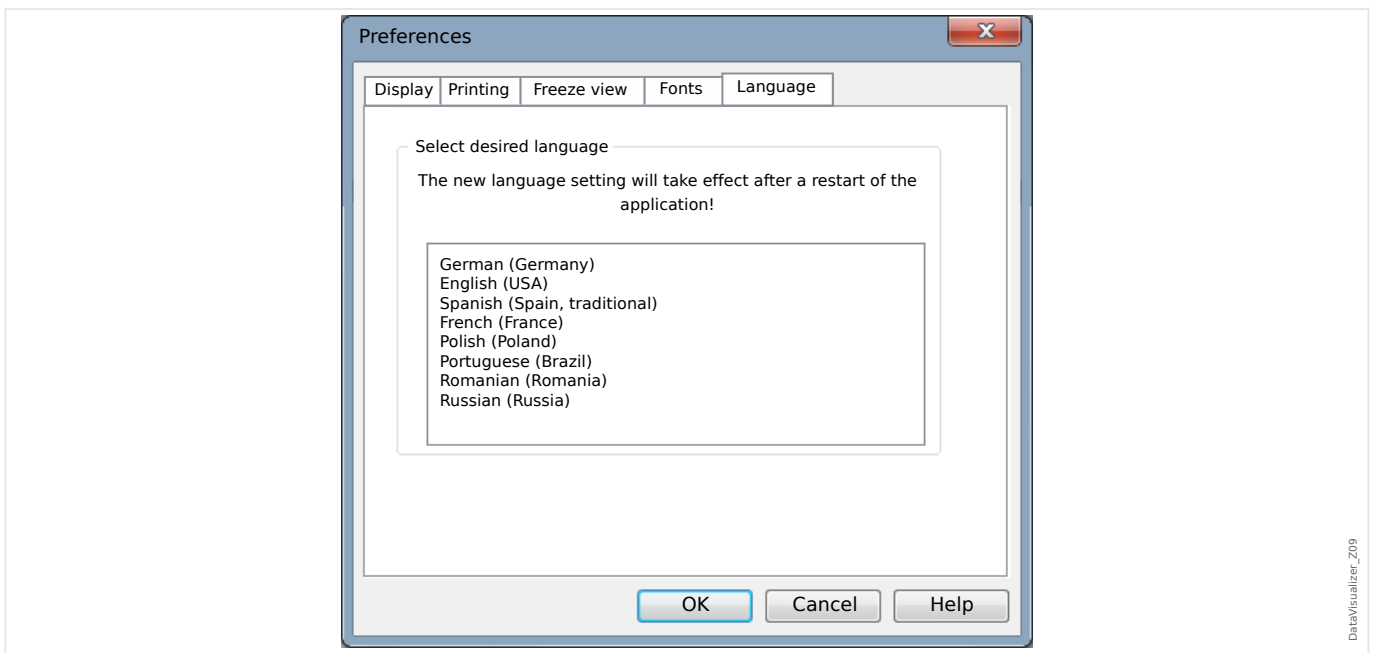 Preferences
x
Display Printing Freeze view Fonts Language
Select desired language
The new language setting will take effect after a restart of the
application!
German (Germany)
English (USA)
Spanish (Spain, traditional)
French (France)
Polish (Poland)
Portuguese (Brazil)
Romanian (Romania)
Russian (Russia)
OK Cancel Help
DataVisualizer_Z09